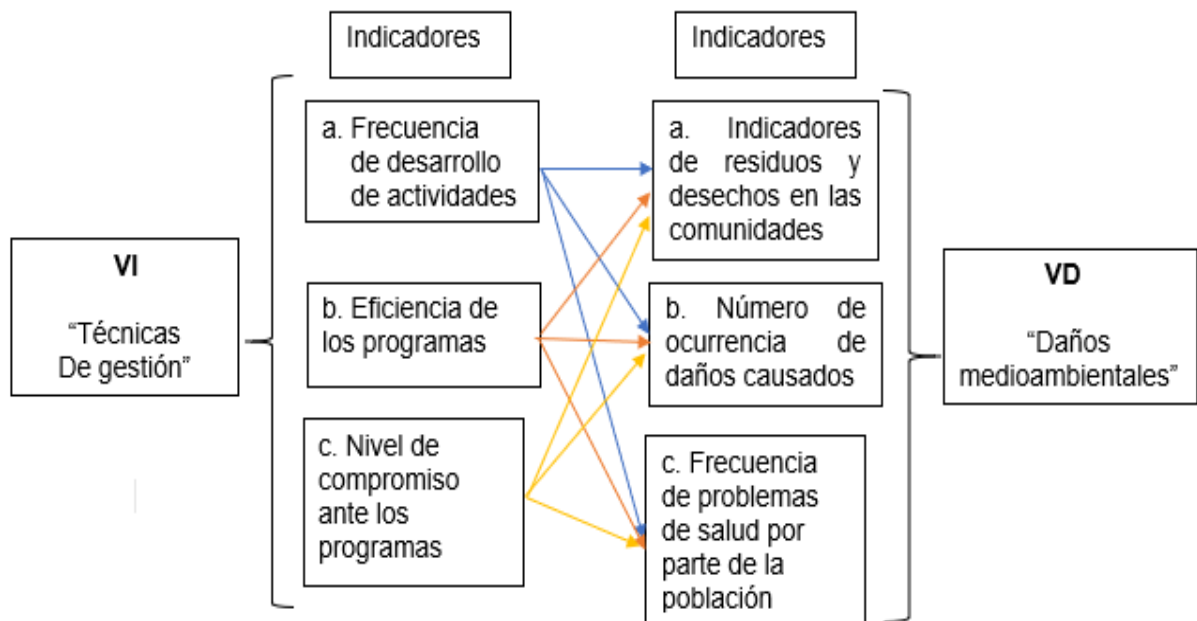 Indicadores
Indicadores
a. Frecuencia
de desarrollo
de actividades
a. Indicadores
de residuos y
desechos en las
comunidades
VI
“Técnicas
De gestión”
b. Eficiencia de
los programas
b. Número de
ocurrencia de
daños causados
VD
“Daños
medioambientales”
c. Nivel de
compromiso
ante los
programas
c. Frecuencia
de problemas
de salud por
parte de la
población